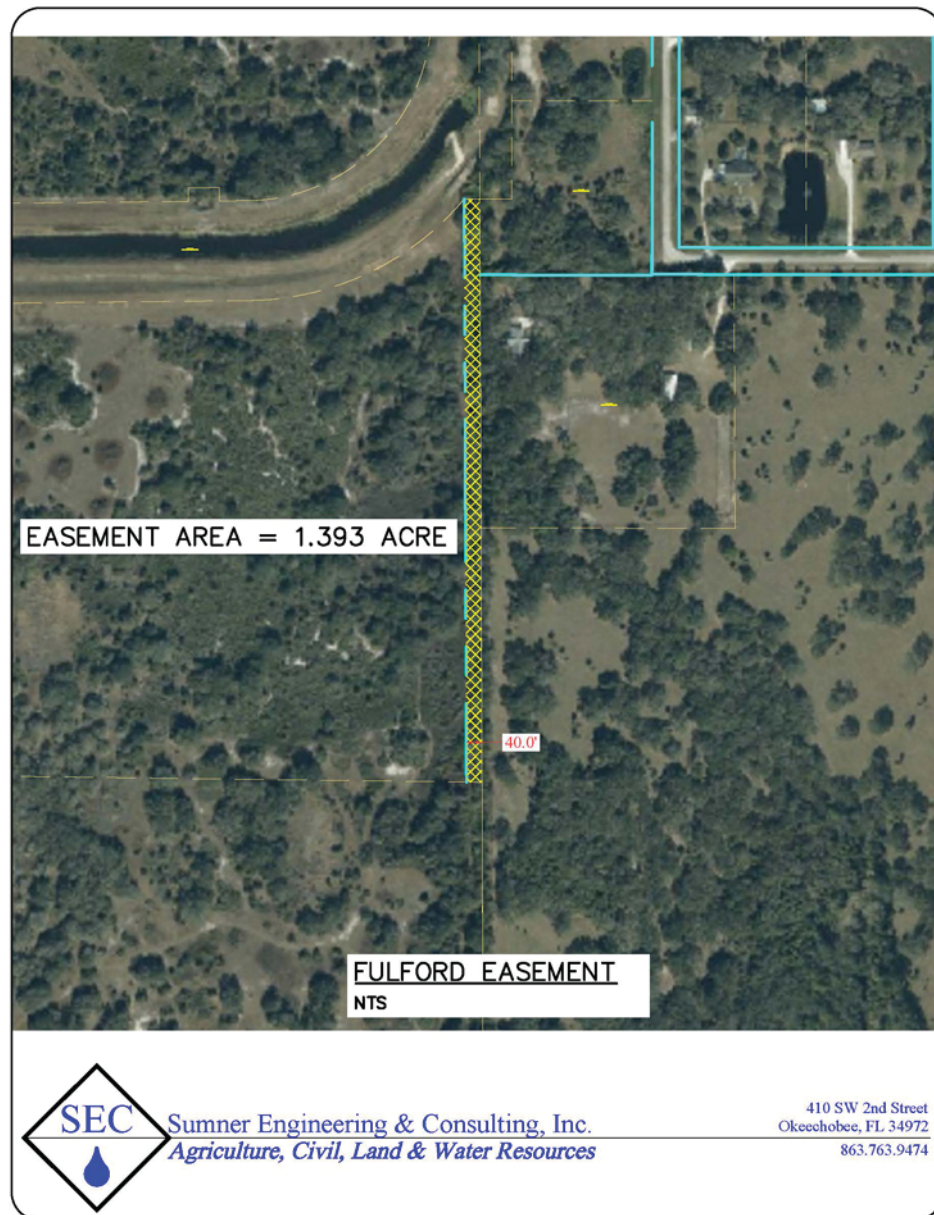 EASEMENT AREA = 1.393 ACRE
40.0'
FULFORD EASEMENT
NTS
SEC
Sumner Engineering & Consulting, Inc.
Agriculture, Civil, Land & Water Resources
410 SW 2nd Street
Okeechobee, FL 34972
863.763.9474